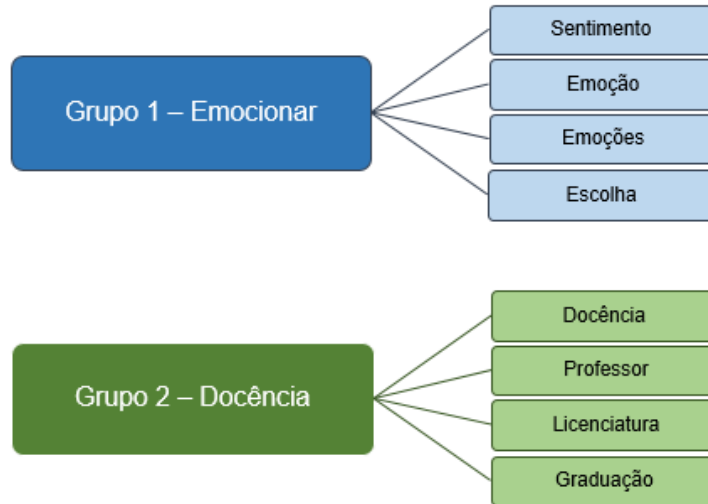 Grupo 1 – Emocionar
Sentimento
Emoção
Emoções
Escolha
Grupo 2 – Docência
Docência
Professor
Licenciatura
Graduação